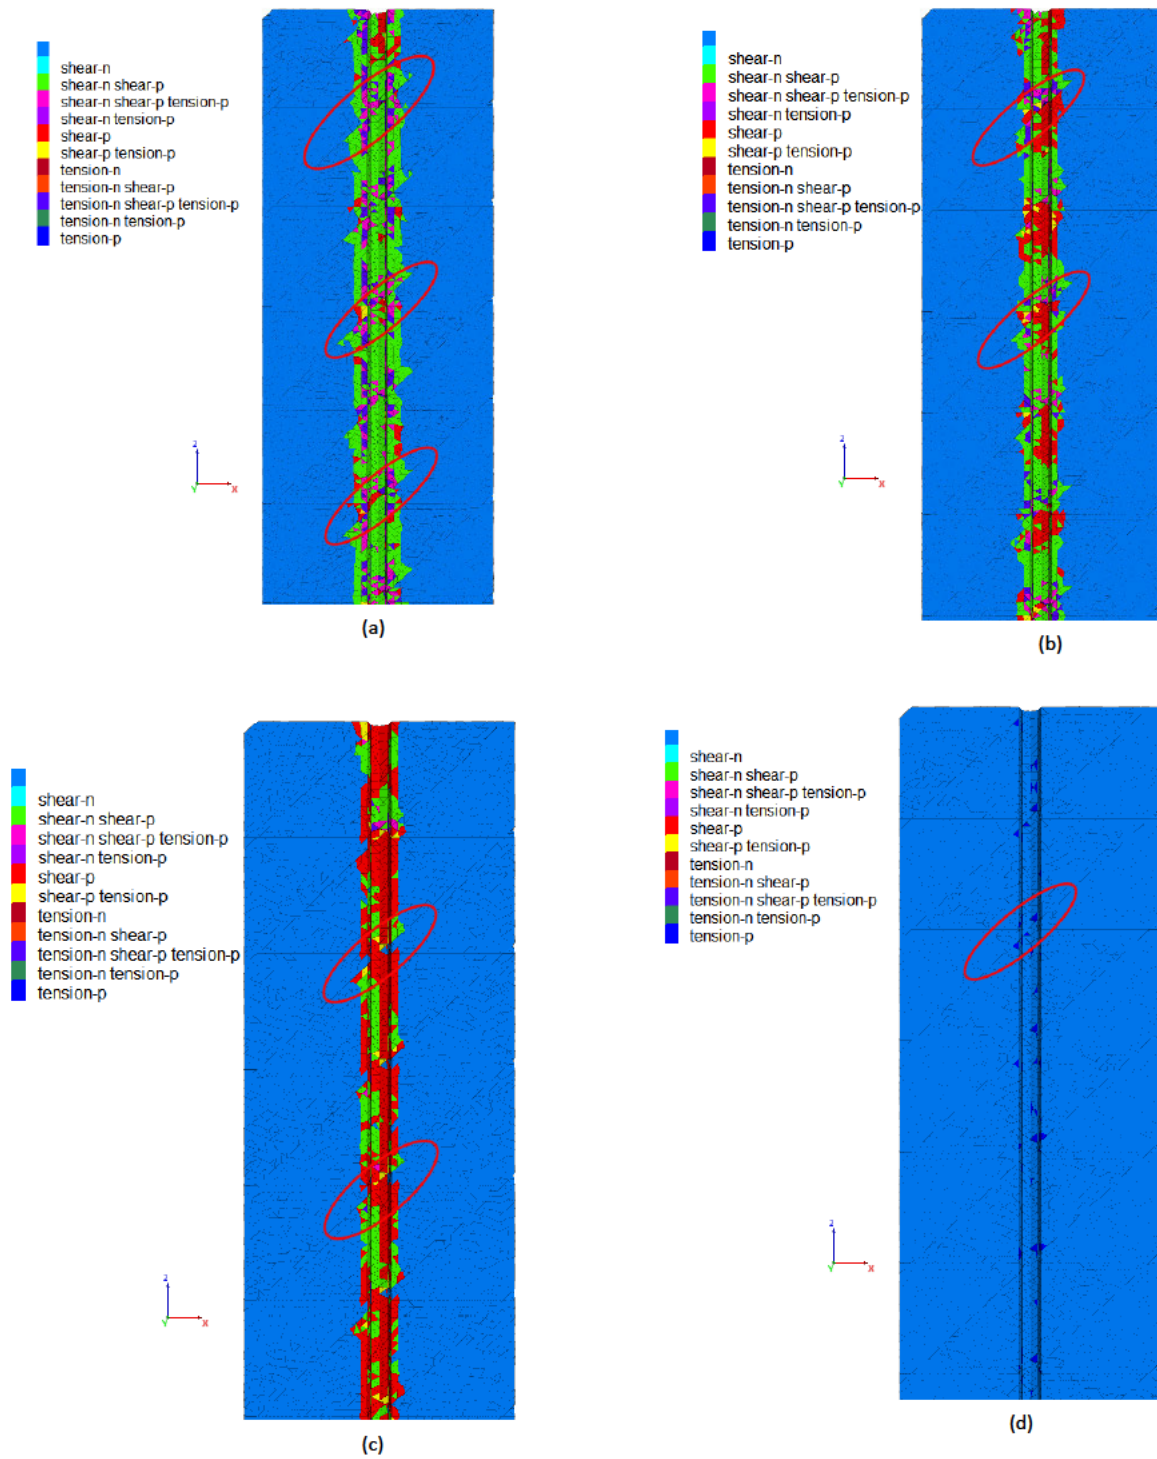 shear-n
shear-n shear-p
shear-n shear-p tension-p
shear-n tension-p
shear-p
shear-p tension-p
tension-n
tension-n shear-p
tension-n shear-p tension-p
tension-n tension-p
tension-p
z
Y
X
(a)
shear-n
shear-n shear-p
shear-n shear-p tension-p
shear-n tension-p
shear-p
shear-p tension-p
tension-n
tension-n shear-p
tension-n shear-p tension-p
tension-n tension-p
tension-p
z
Y
X
(b)
shear-n
shear-n shear-p
shear-n shear-p tension-p
shear-n tension-p
shear-p
shear-p tension-p
tension-n
tension-n shear-p
tension-n shear-p tension-p
tension-n tension-p
tension-p
z
Y
X
(c)
shear-n
shear-n shear-p
shear-n shear-p tension-p
shear-n tension-p
shear-p
shear-p tension-p
tension-n
tension-n shear-p
tension-n shear-p tension-p
tension-n tension-p
tension-p
z
Y
X
(d)